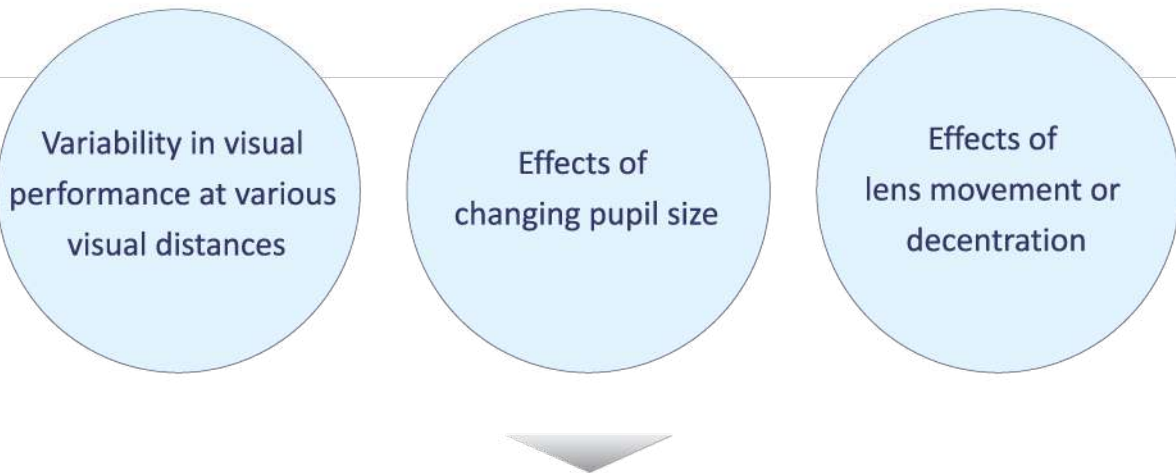 Variability in visual
performance at various
visual distances
Effects of
changing pupil size
Effects of
lens movement or
decentration